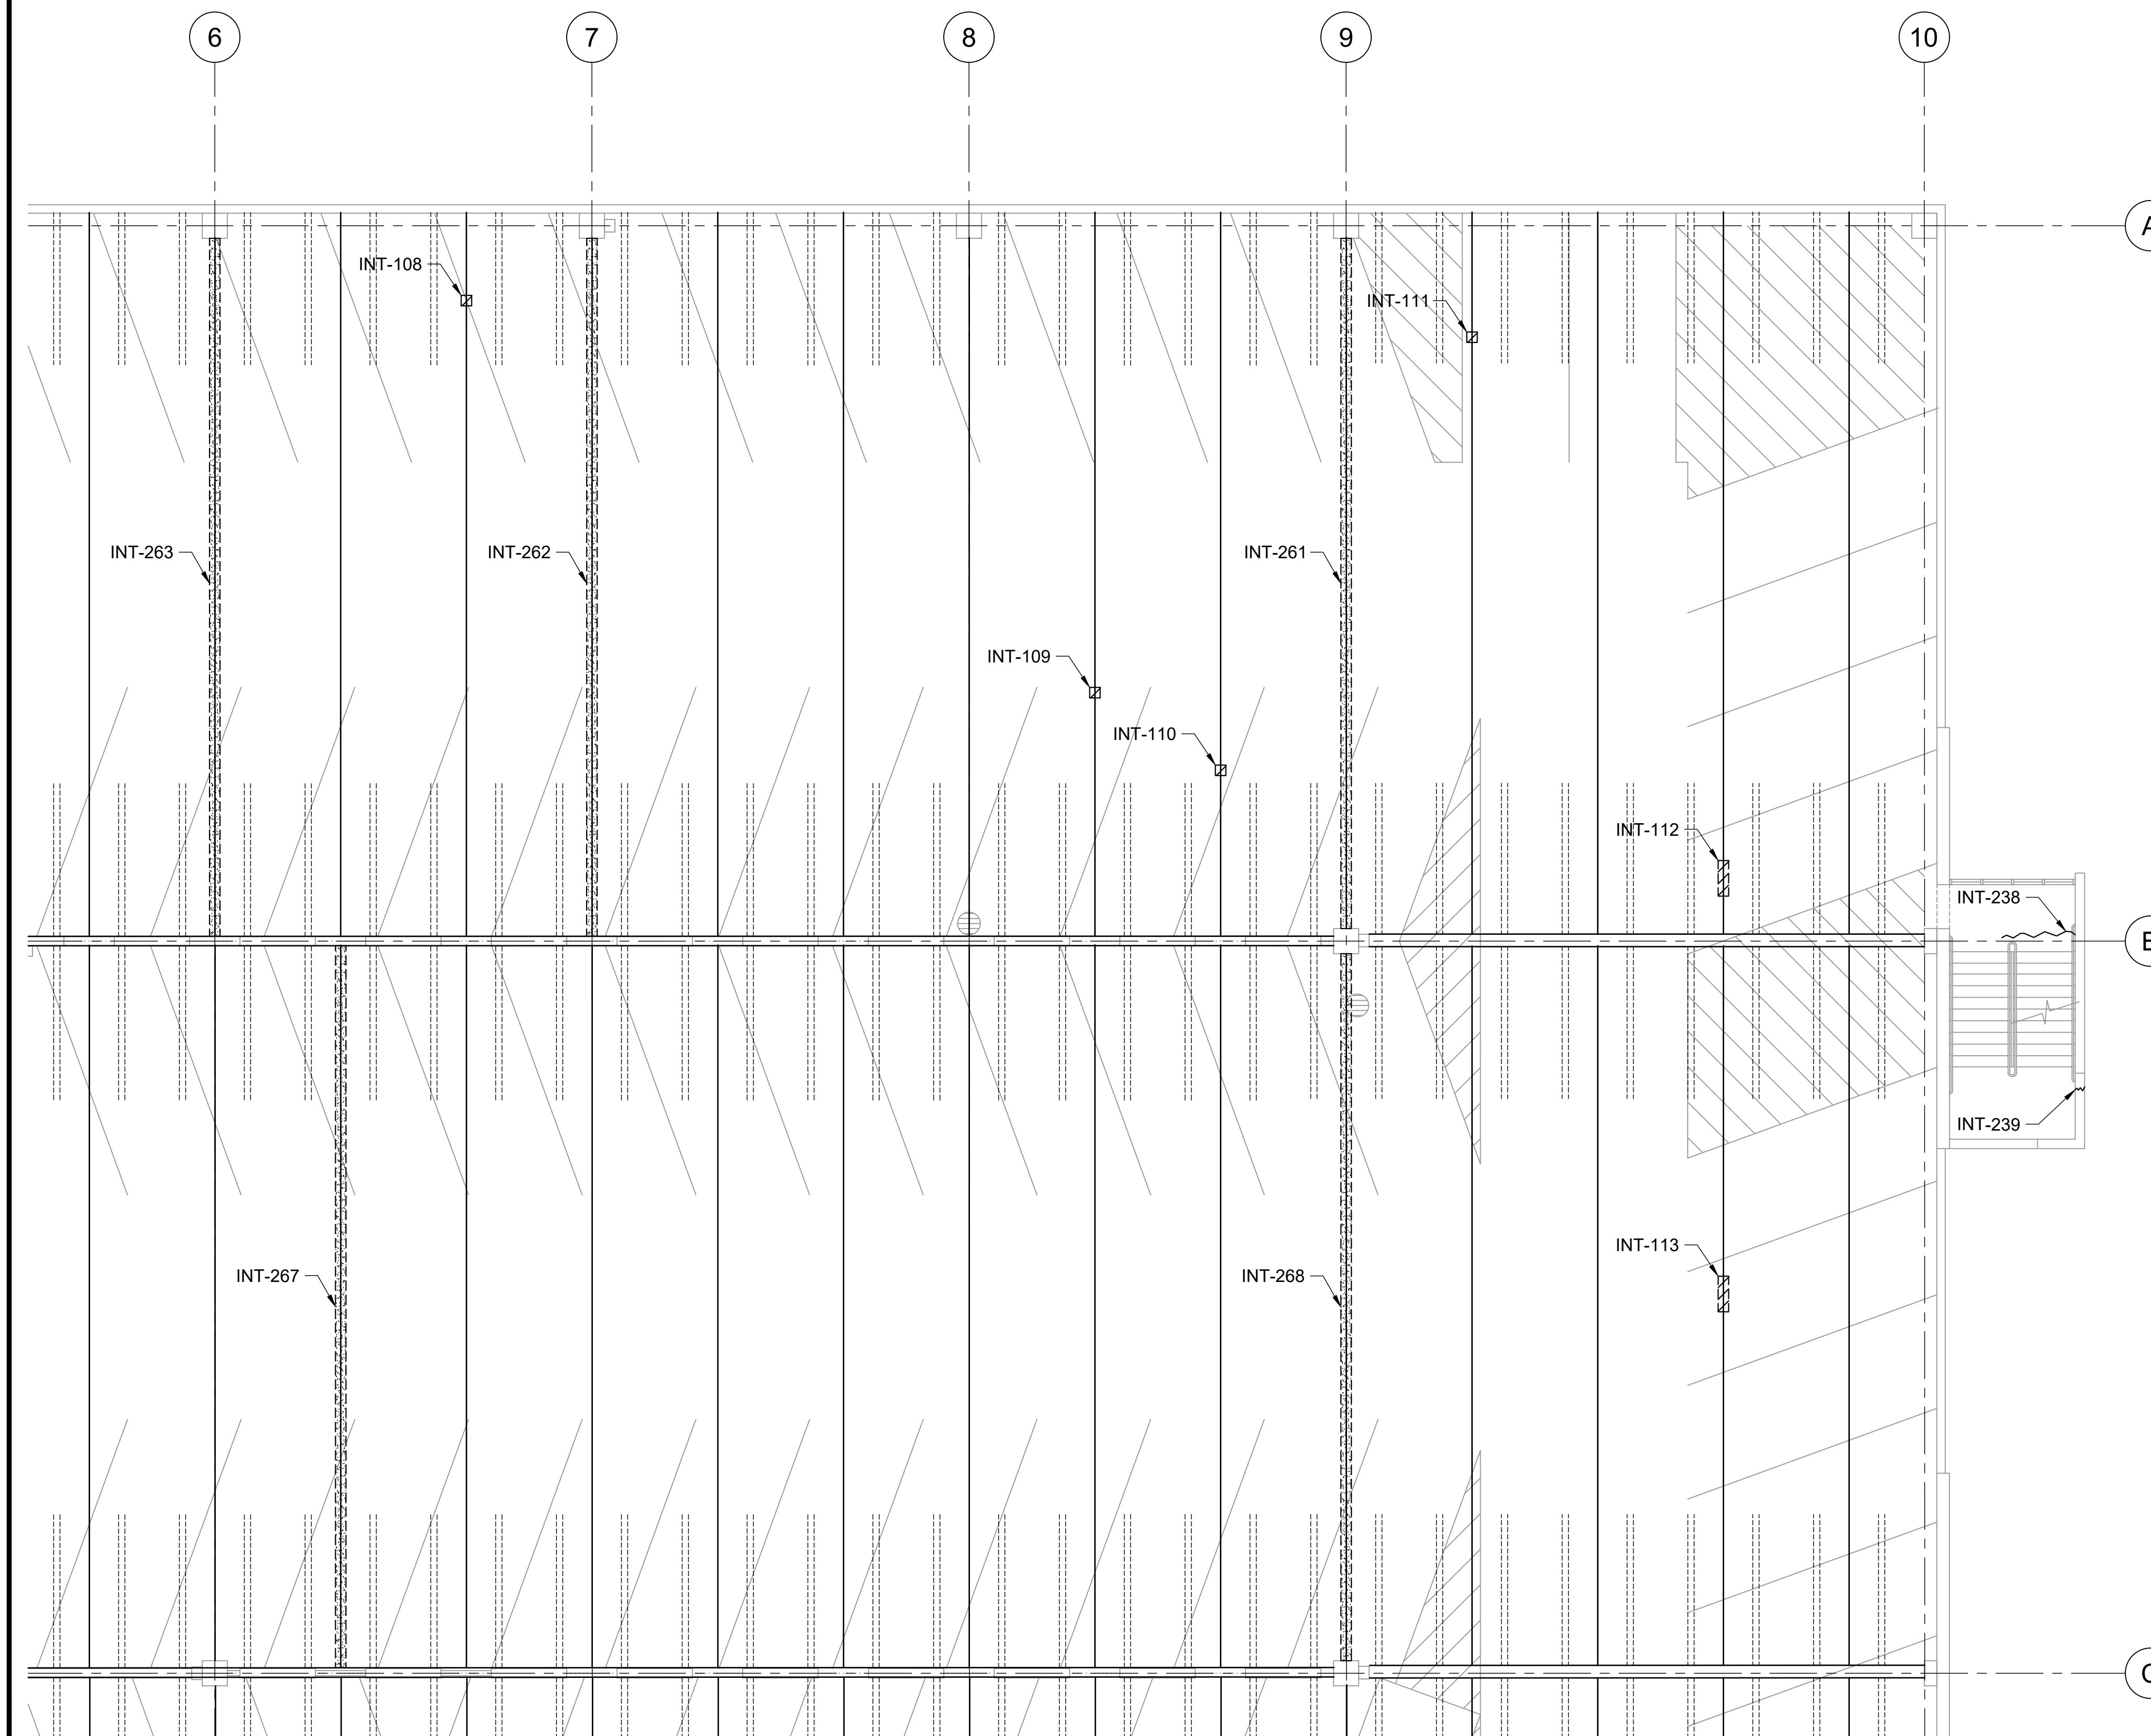 6 7 8 9 10
A
INT-108
INT-111
INT-263 INT-262 INT-261
INT-109
INT-110
INT-112
INT-238
B
INT-239
INT-113
INT-267 INT-268
C